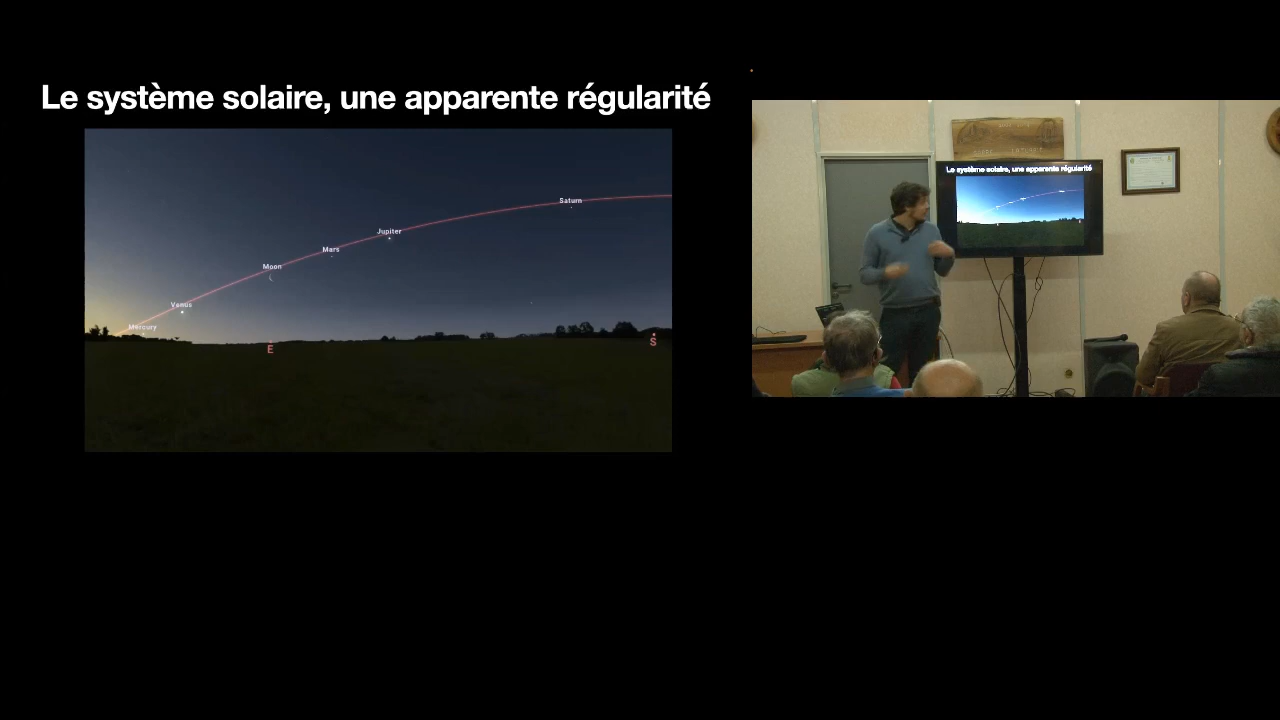 Le système solaire, une apparente régularité
Saturn
Jupiter
Mars
Moon
Venus
Mercury
E
S
Le système solaire, une apparente régularité